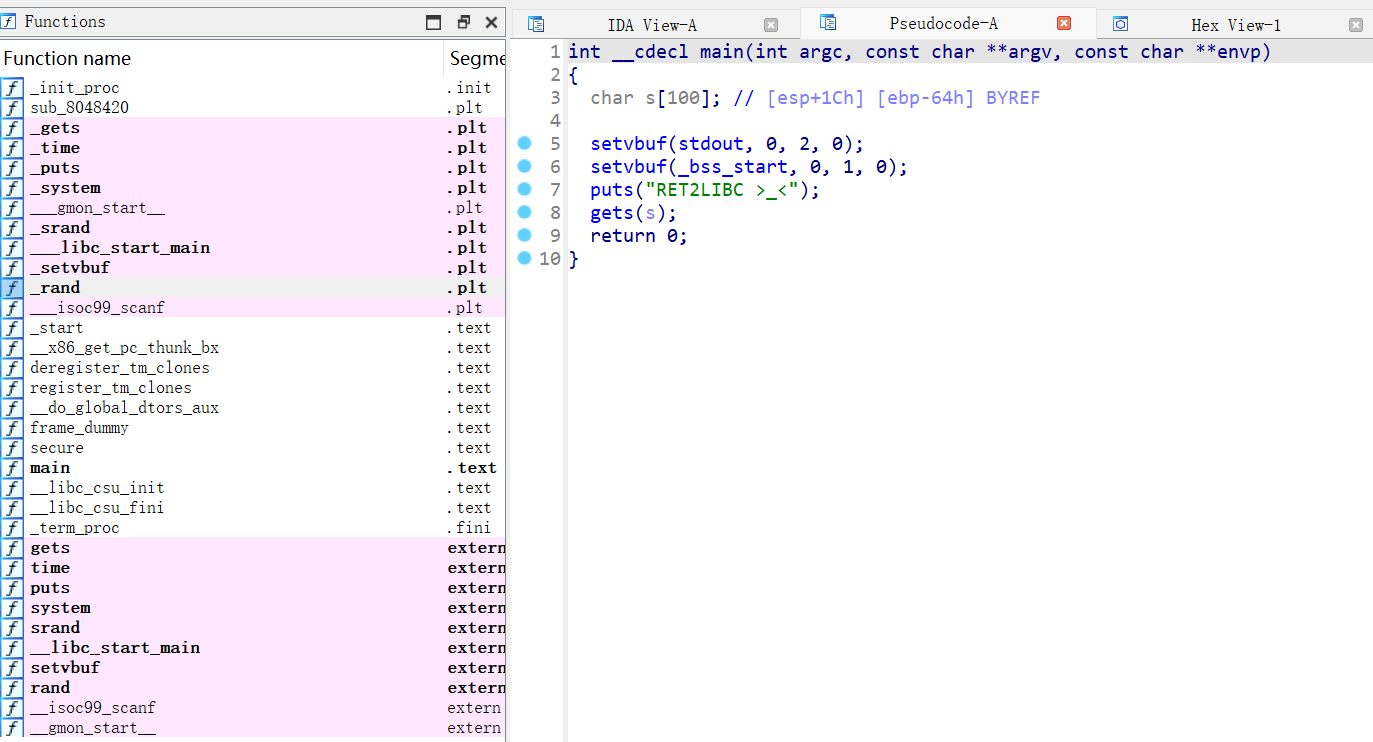 Functions
Function name Segme
f _init_proc .init
f sub_8048420 .plt
f _gets .plt
f _time .plt
f _puts .plt
f _system .plt
f ___gmon_start__ .plt
f _srand .plt
f ___libc_start_main .plt
f _setvbuf .plt
f _rand .plt
f ___isoc99_scanf .plt
f _start .text
f __x86_get_pc_thunk_bx .text
f deregister_tm_clones .text
f register_tm_clones .text
f __do_global_dtors_aux .text
f frame_dummy .text
f secure .text
f main .text
f __libc_csu_init .text
f __libc_csu_fini .text
f _term_proc .fini
f gets extern
f time extern
f puts extern
f system extern
f srand extern
f __libc_start_main extern
f setvbuf extern
f rand extern
f __isoc99_scanf extern
f __gmon_start__ extern
IDA View-A Pseudocode-A Hex View-1
1 int __cdecl main(int argc, const char **argv, const char **envp)
2 {
3 char s[100]; // [esp+1Ch] [ebp-64h] BYREF
4
5 setvbuf(stdout, 0, 2, 0);
6 setvbuf(_bss_start, 0, 1, 0);
7 puts("RET2LIBC >_<");
8 gets(s);
9 return 0;
10 }